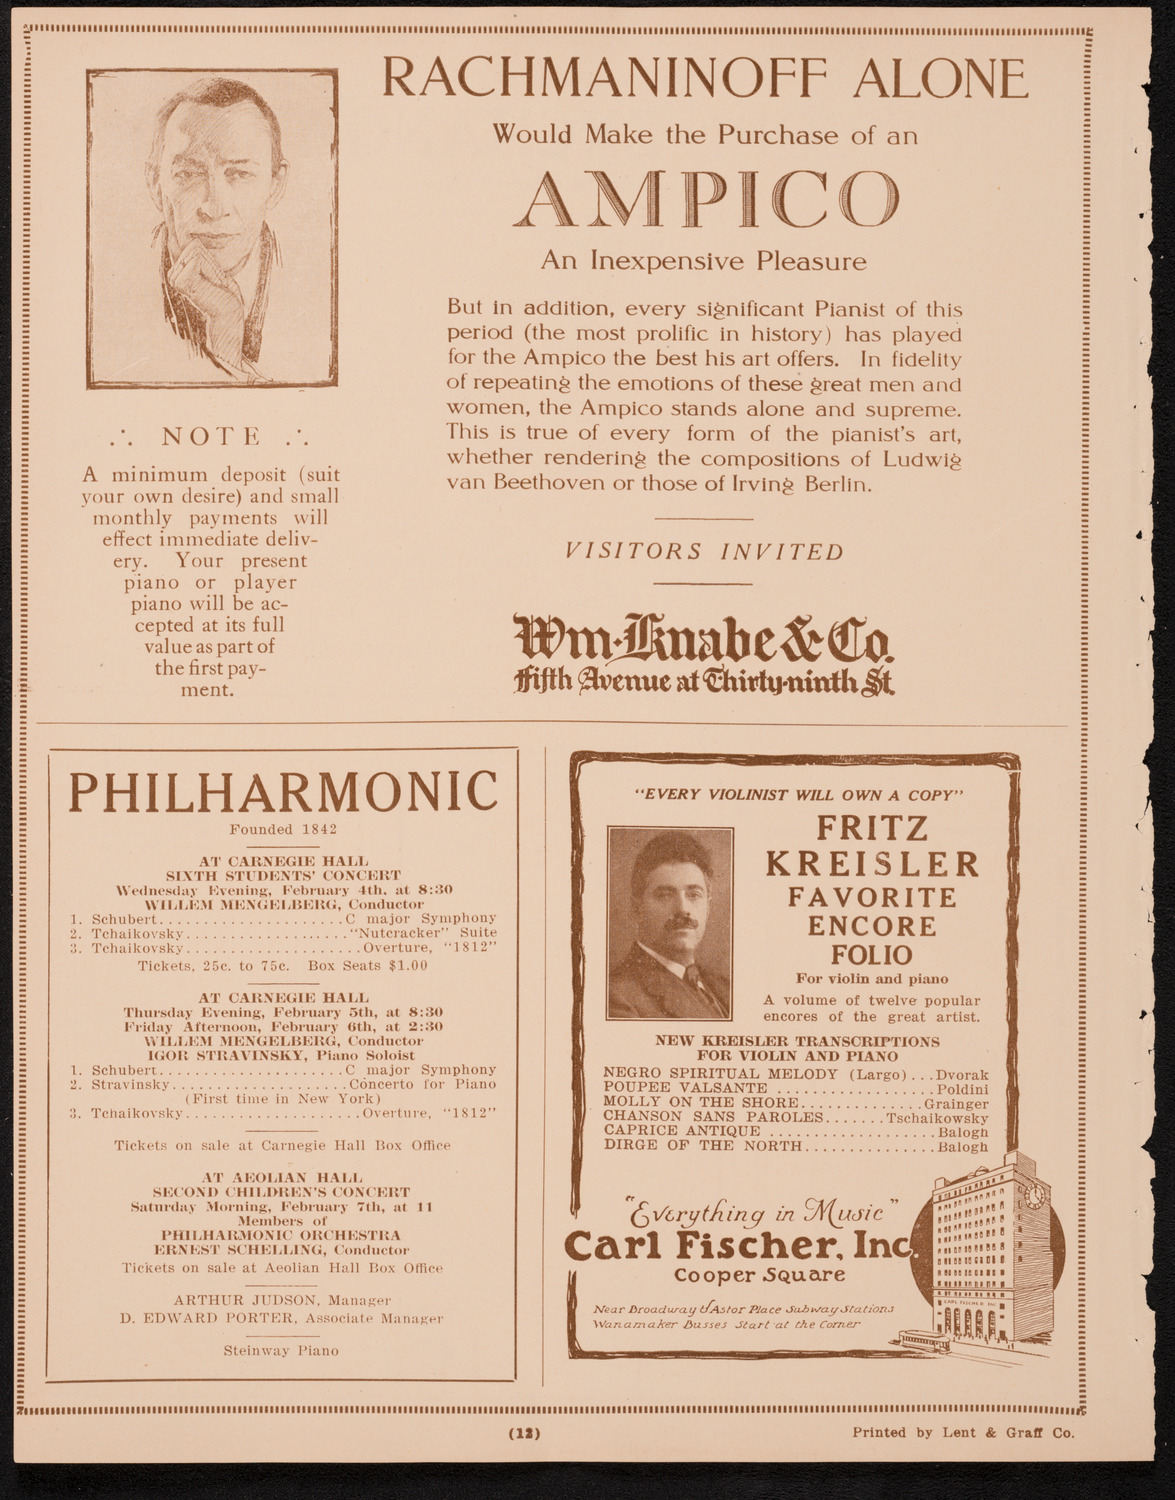 RACHMANINOFF ALONE
Would Make the Purchase of an
AMPICO
An Inexpensive Pleasure
But in addition, every significant Pianist of this
period (the most prolific in history) has played
for the Ampico the best his art offers. In fidelity
of repeating the emotions of these great men and
women, the Ampico stands alone and supreme.
This is true of every form of the pianist's art,
whether rendering the compositions of Ludwig
van Beethoven or those of Irving Berlin.
VISITORS INVITED
Wm. Knabe & Co.
Fifth Avenue at Thirty-ninth St.
∴ NOTE ∴
A minimum deposit (suit
your own desire) and small
monthly payments will
effect immediate deliv-
ery. Your present
piano or player
piano will be ac-
cepted at its full
value as part of
the first pay-
ment.
PHILHARMONIC
Founded 1842
AT CARNEGIE HALL
SIXTH STUDENTS' CONCERT
Wednesday Evening, February 4th, at 8:30
WILLEM MENGELBERG, Conductor
1. Schubert.....................C major Symphony
2. Tchaikovsky..................."Nutcracker" Suite
3. Tchaikovsky....................Overture, "1812"
Tickets, 25c. to 75c. Box Seats $1.00
AT CARNEGIE HALL
Thursday Evening, February 5th, at 8:30
Friday Afternoon, February 6th, at 2:30
WILLEM MENGELBERG, Conductor
IGOR STRAVINSKY, Piano Soloist
1. Schubert.....................C major Symphony
2. Stravinsky....................Concerto for Piano
(First time in New York)
3. Tchaikovsky....................Overture, "1812"
Tickets on sale at Carnegie Hall Box Office
AT AEOLIAN HALL
SECOND CHILDREN'S CONCERT
Saturday Morning, February 7th, at 11
Members of
PHILHARMONIC ORCHESTRA
ERNEST SCHELLING, Conductor
Tickets on sale at Aeolian Hall Box Office
ARTHUR JUDSON, Manager
D. EDWARD PORTER, Associate Manager
Steinway Piano
"EVERY VIOLINIST WILL OWN A COPY"
FRITZ
KREISLER
FAVORITE
ENCORE
FOLIO
For violin and piano
A volume of twelve popular
encores of the great artist.
NEW KREISLER TRANSCRIPTIONS
FOR VIOLIN AND PIANO
NEGRO SPIRITUAL MELODY (Largo)...Dvorak
POUPEE VALSANTE ..................Poldini
MOLLY ON THE SHORE..............Grainger
CHANSON SANS PAROLES.......Tschaikowsky
CAPRICE ANTIQUE ...................Balogh
DIRGE OF THE NORTH...............Balogh
"Everything in Music"
Carl Fischer, Inc.
Cooper Square
CARL FISCHER INC
Near Broadway & Astor Place Subway Stations
Wanamaker Busses Start at the Corner
(12)
Printed by Lent & Graff Co.